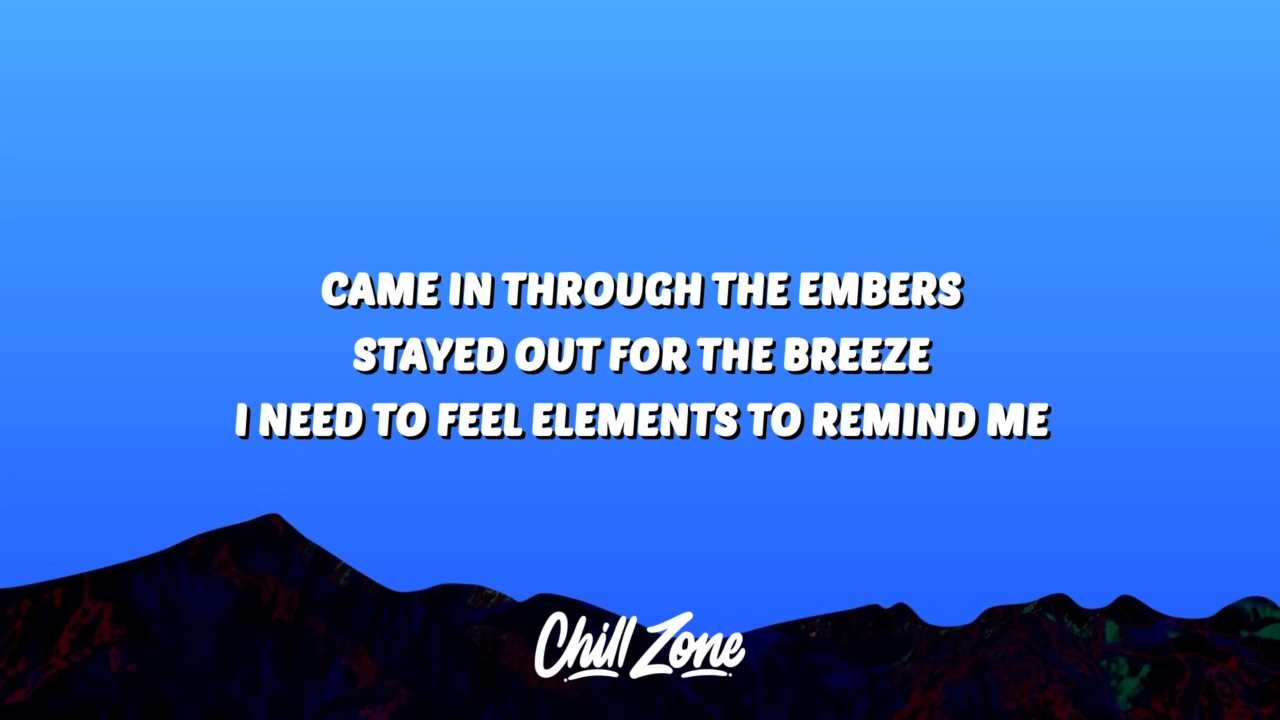 CAME IN THROUGH THE EMBERS
STAYED OUT FOR THE BREEZE
I NEED TO FEEL ELEMENTS TO REMIND ME
Chill Zone